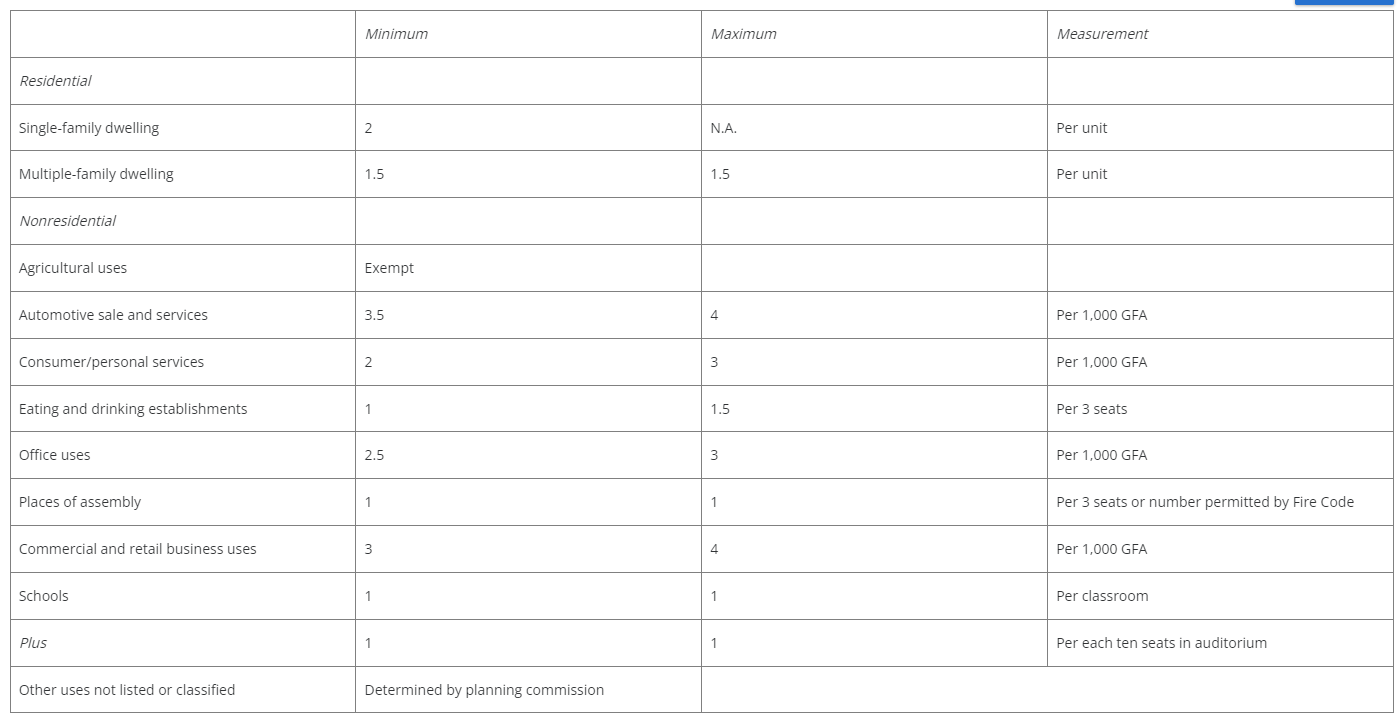 Minimum Maximum Measurement
Residential
Single-family dwelling 2 N.A. Per unit
Multiple-family dwelling 1.5 1.5 Per unit
Nonresidential
Agricultural uses Exempt
Automotive sale and services 3.5 4 Per 1,000 GFA
Consumer/personal services 2 3 Per 1,000 GFA
Eating and drinking establishments 1 1.5 Per 3 seats
Office uses 2.5 3 Per 1,000 GFA
Places of assembly 1 1 Per 3 seats or number permitted by Fire Code
Commercial and retail business uses 3 4 Per 1,000 GFA
Schools 1 1 Per classroom
Plus 1 1 Per each ten seats in auditorium
Other uses not listed or classified Determined by planning commission